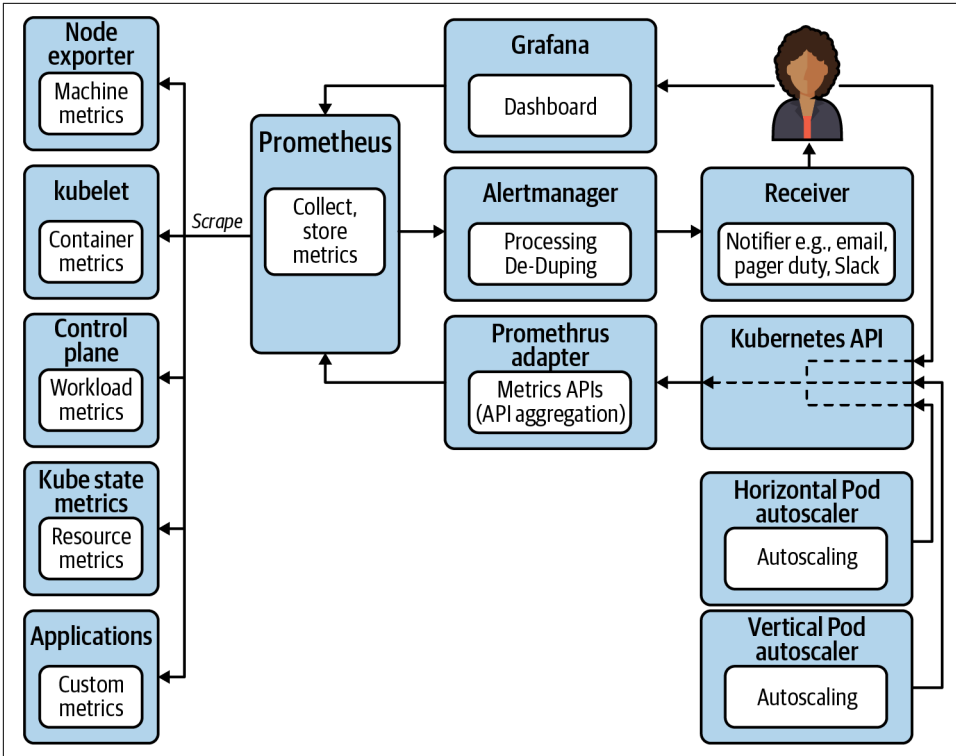 Node
exporter
Machine
metrics
kubelet
Container
metrics
Control
plane
Workload
metrics
Kube state
metrics
Resource
metrics
Applications
Custom
metrics
Scrape
Prometheus
Collect,
store
metrics
Grafana
Dashboard
Alertmanager
Processing
De-Duping
Receiver
Notifier e.g., email,
pager duty, Slack
Promethrus
adapter
Metrics APIs
(API aggregation)
Kubernetes API
Horizontal Pod
autoscaler
Autoscaling
Vertical Pod
autoscaler
Autoscaling